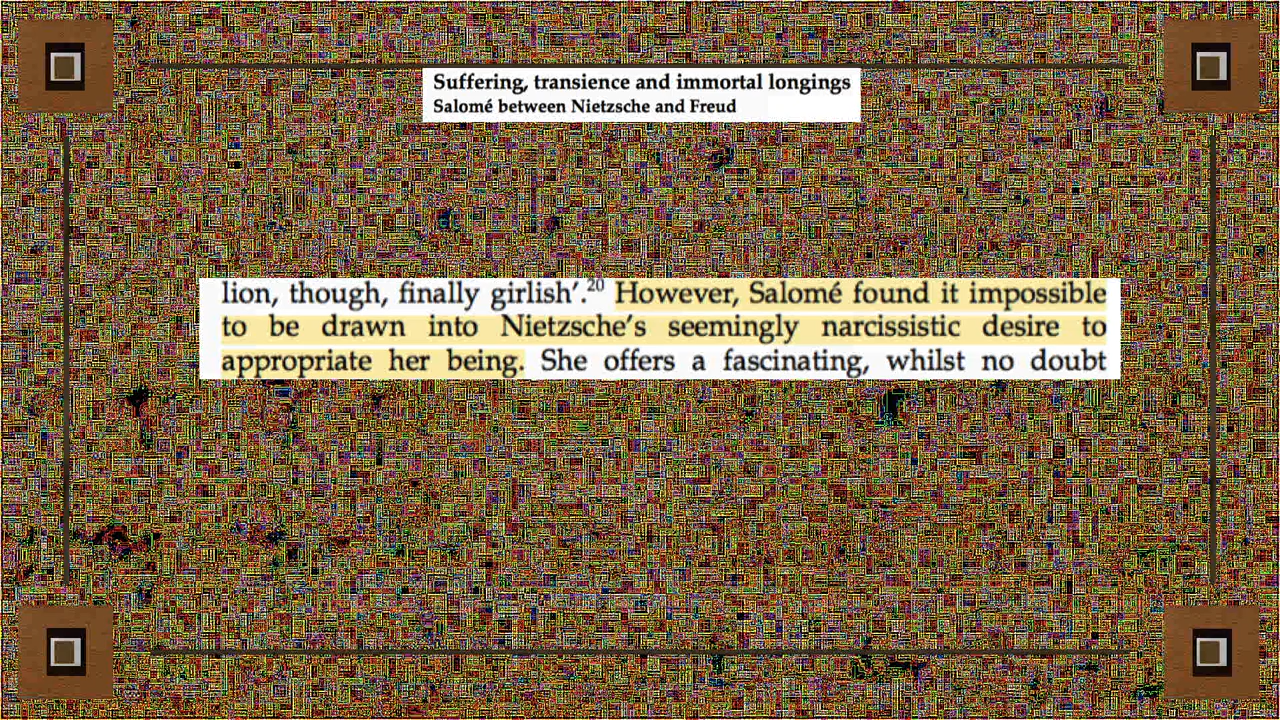 Suffering, transience and immortal longings
Salomé between Nietzsche and Freud
lion, though, finally girlish’.20 However, Salomé found it impossible
to be drawn into Nietzsche’s seemingly narcissistic desire to
appropriate her being. She offers a fascinating, whilst no doubt